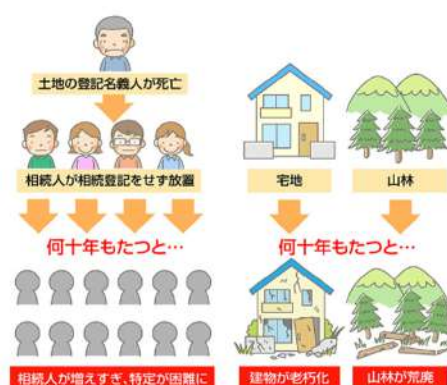 土地の登記名義人が死亡
相続人が相続登記をせず放置
何十年もたつと…
相続人が増えすぎ、特定が困難に
宅地
山林
何十年もたつと…
建物が老朽化
山林が荒廃